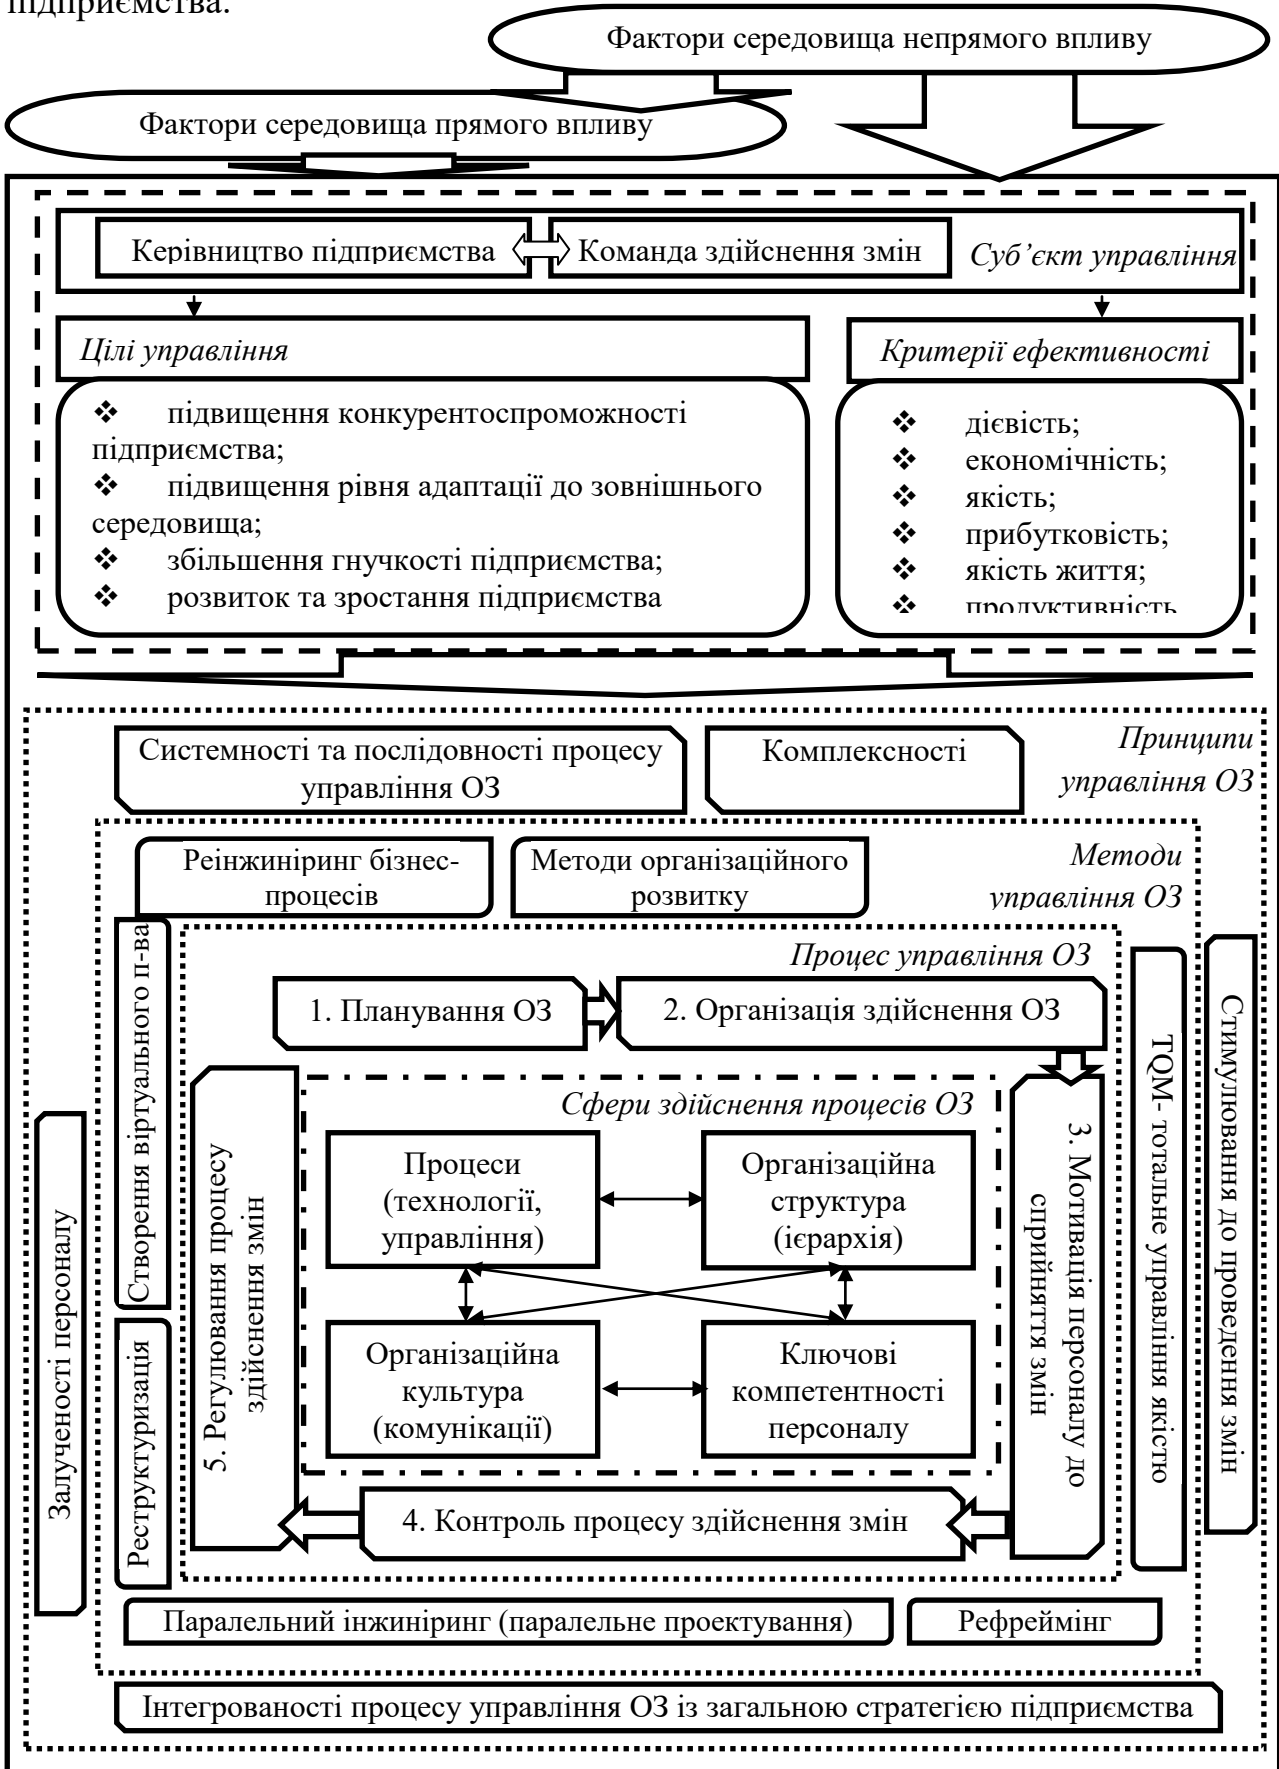 підприємства.
Фактори середовища непрямого впливу
Фактори середовища прямого впливу
Керівництво підприємства
Команда здійснення змін
Суб’єкт управління
Цілі управління
Критерії ефективності
❖ підвищення конкурентоспроможності
підприємства;
❖ підвищення рівня адаптації до зовнішнього
середовища;
❖ збільшення гнучкості підприємства;
❖ розвиток та зростання підприємства
❖ дієвість;
❖ економічність;
❖ якість;
❖ прибутковість;
❖ якість життя;
❖ продуктивність
Принципи
управління ОЗ
Системності та послідовності процесу
управління ОЗ
Комплексності
Методи
управління ОЗ
Реінжиніринг бізнес-
процесів
Методи організаційного
розвитку
Процес управління ОЗ
1. Планування ОЗ
2. Організація здійснення ОЗ
Сфери здійснення процесів ОЗ
Процеси
(технології,
управління)
Організаційна
структура
(ієрархія)
Організаційна
культура
(комунікації)
Ключові
компетентності
персоналу
3. Мотивація персоналу до
сприйняття змін
4. Контроль процесу здійснення змін
5. Регулювання процесу
здійснення змін
Створення віртуального п-ва
Реструктуризація
TQM- тотальне управління якістю
Стимулювання до проведення змін
Залученості персоналу
Паралельний інжиніринг (паралельне проектування)
Рефреймінг
Інтегрованості процесу управління ОЗ із загальною стратегією підприємства